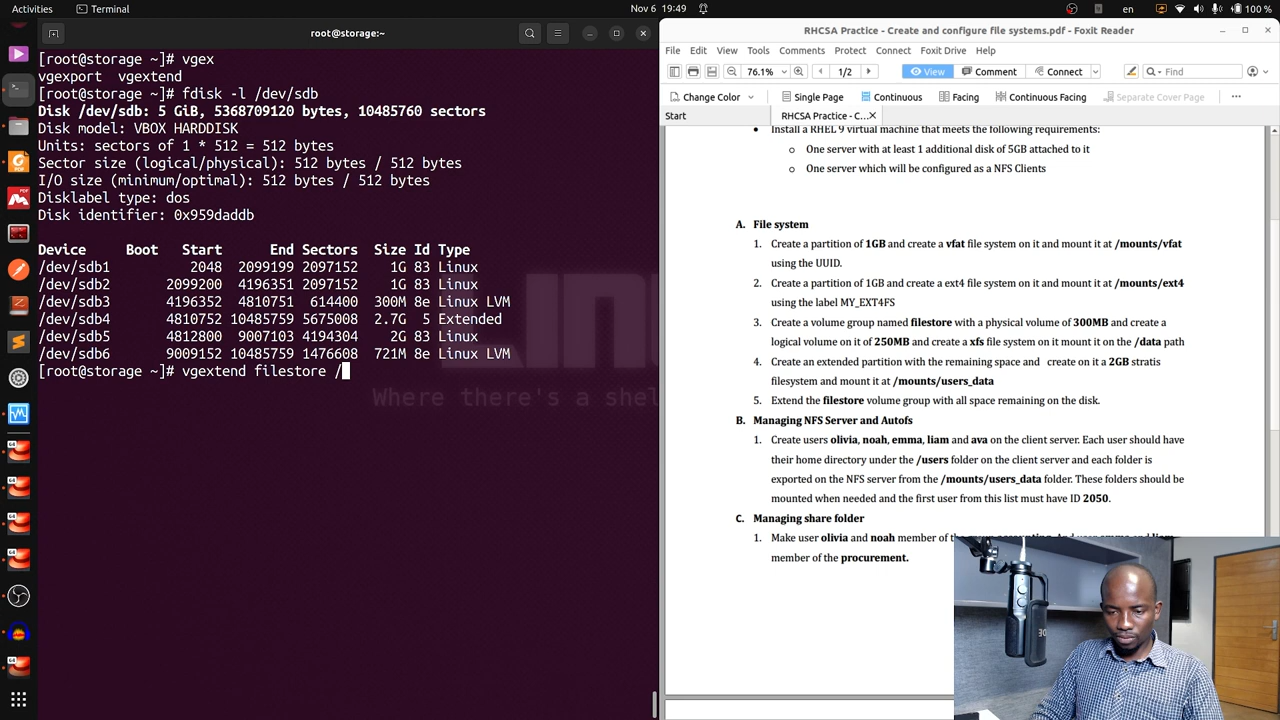 Activities
Terminal
Nov 6
19:49
root@storage:~
[root@storage ~]# vgex
vgexport  vgextend
[root@storage ~]# fdisk -l /dev/sdb
Disk /dev/sdb: 5 GiB, 5368709120 bytes, 10485760 sectors
Disk model: VBOX HARDDISK
Units: sectors of 1 * 512 = 512 bytes
Sector size (logical/physical): 512 bytes / 512 bytes
I/O size (minimum/optimal): 512 bytes / 512 bytes
Disklabel type: dos
Disk identifier: 0x959daddb
Device     Boot   Start      End Sectors  Size Id Type
/dev/sdb1          2048  2099199 2097152    1G 83 Linux
/dev/sdb2       2099200  4196351 2097152    1G 83 Linux
/dev/sdb3       4196352  4810751  614400  300M 8e Linux LVM
/dev/sdb4       4810752 10485759 5675008  2.7G  5 Extended
/dev/sdb5       4812800  9007103 4194304    2G 83 Linux
/dev/sdb6       9009152 10485759 1476608  721M 8e Linux LVM
[root@storage ~]# vgextend filestore /
Where there's a shel
RHCSA Practice - Create and configure file systems.pdf - Foxit Reader
File Edit View Tools Comments Protect Connect Foxit Drive Help
76.1% 1/2 View Comment Connect Find
Change Color Single Page Continuous Facing Continuous Facing Separate Cover Page
Start
RHCSA Practice - C...
• Install a RHEL 9 virtual machine that meets the following requirements:
o One server with at least 1 additional disk of 5GB attached to it
o One server which will be configured as a NFS Clients
A. File system
1. Create a partition of 1GB and create a vfat file system on it and mount it at /mounts/vfat
using the UUID.
2. Create a partition of 1GB and create a ext4 file system on it and mount it at /mounts/ext4
using the label MY_EXT4FS
3. Create a volume group named filestore with a physical volume of 300MB and create a
logical volume on it of 250MB and create a xfs file system on it mount it on the /data path
4. Create an extended partition with the remaining space and create on it a 2GB stratis
filesystem and mount it at /mounts/users_data
5. Extend the filestore volume group with all space remaining on the disk.
B. Managing NFS Server and Autofs
1. Create users olivia, noah, emma, liam and ava on the client server. Each user should have
their home directory under the /users folder on the client server and each folder is
exported on the NFS server from the /mounts/users_data folder. These folders should be
mounted when needed and the first user from this list must have ID 2050.
C. Managing share folder
1. Make user olivia and noah member of
member of the procurement.